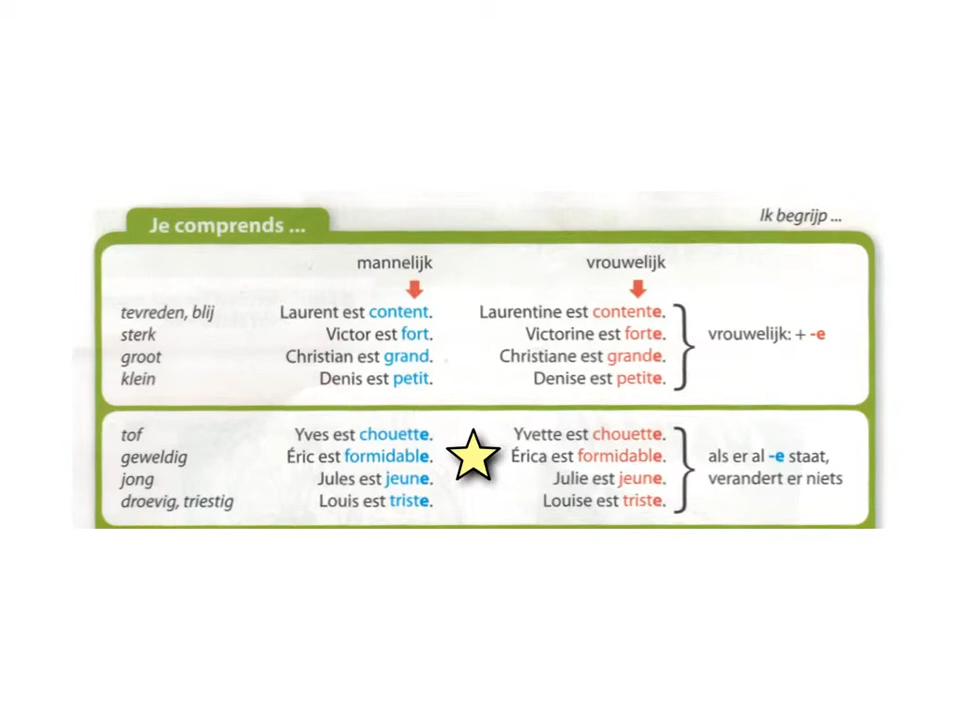 Je comprends ...
Ik begrijp ...
mannelijk vrouwelijk
tevreden, blij Laurent est content. Laurentine est contente.
sterk Victor est fort. Victorine est forte. vrouwelijk: + -e
groot Christian est grand. Christiane est grande.
klein Denis est petit. Denise est petite.
tof Yves est chouette. Yvette est chouette.
geweldig Éric est formidable. Érica est formidable. als er al -e staat,
jong Jules est jeune. Julie est jeune. verandert er niets
droevig, triestig Louis est triste. Louise est triste.